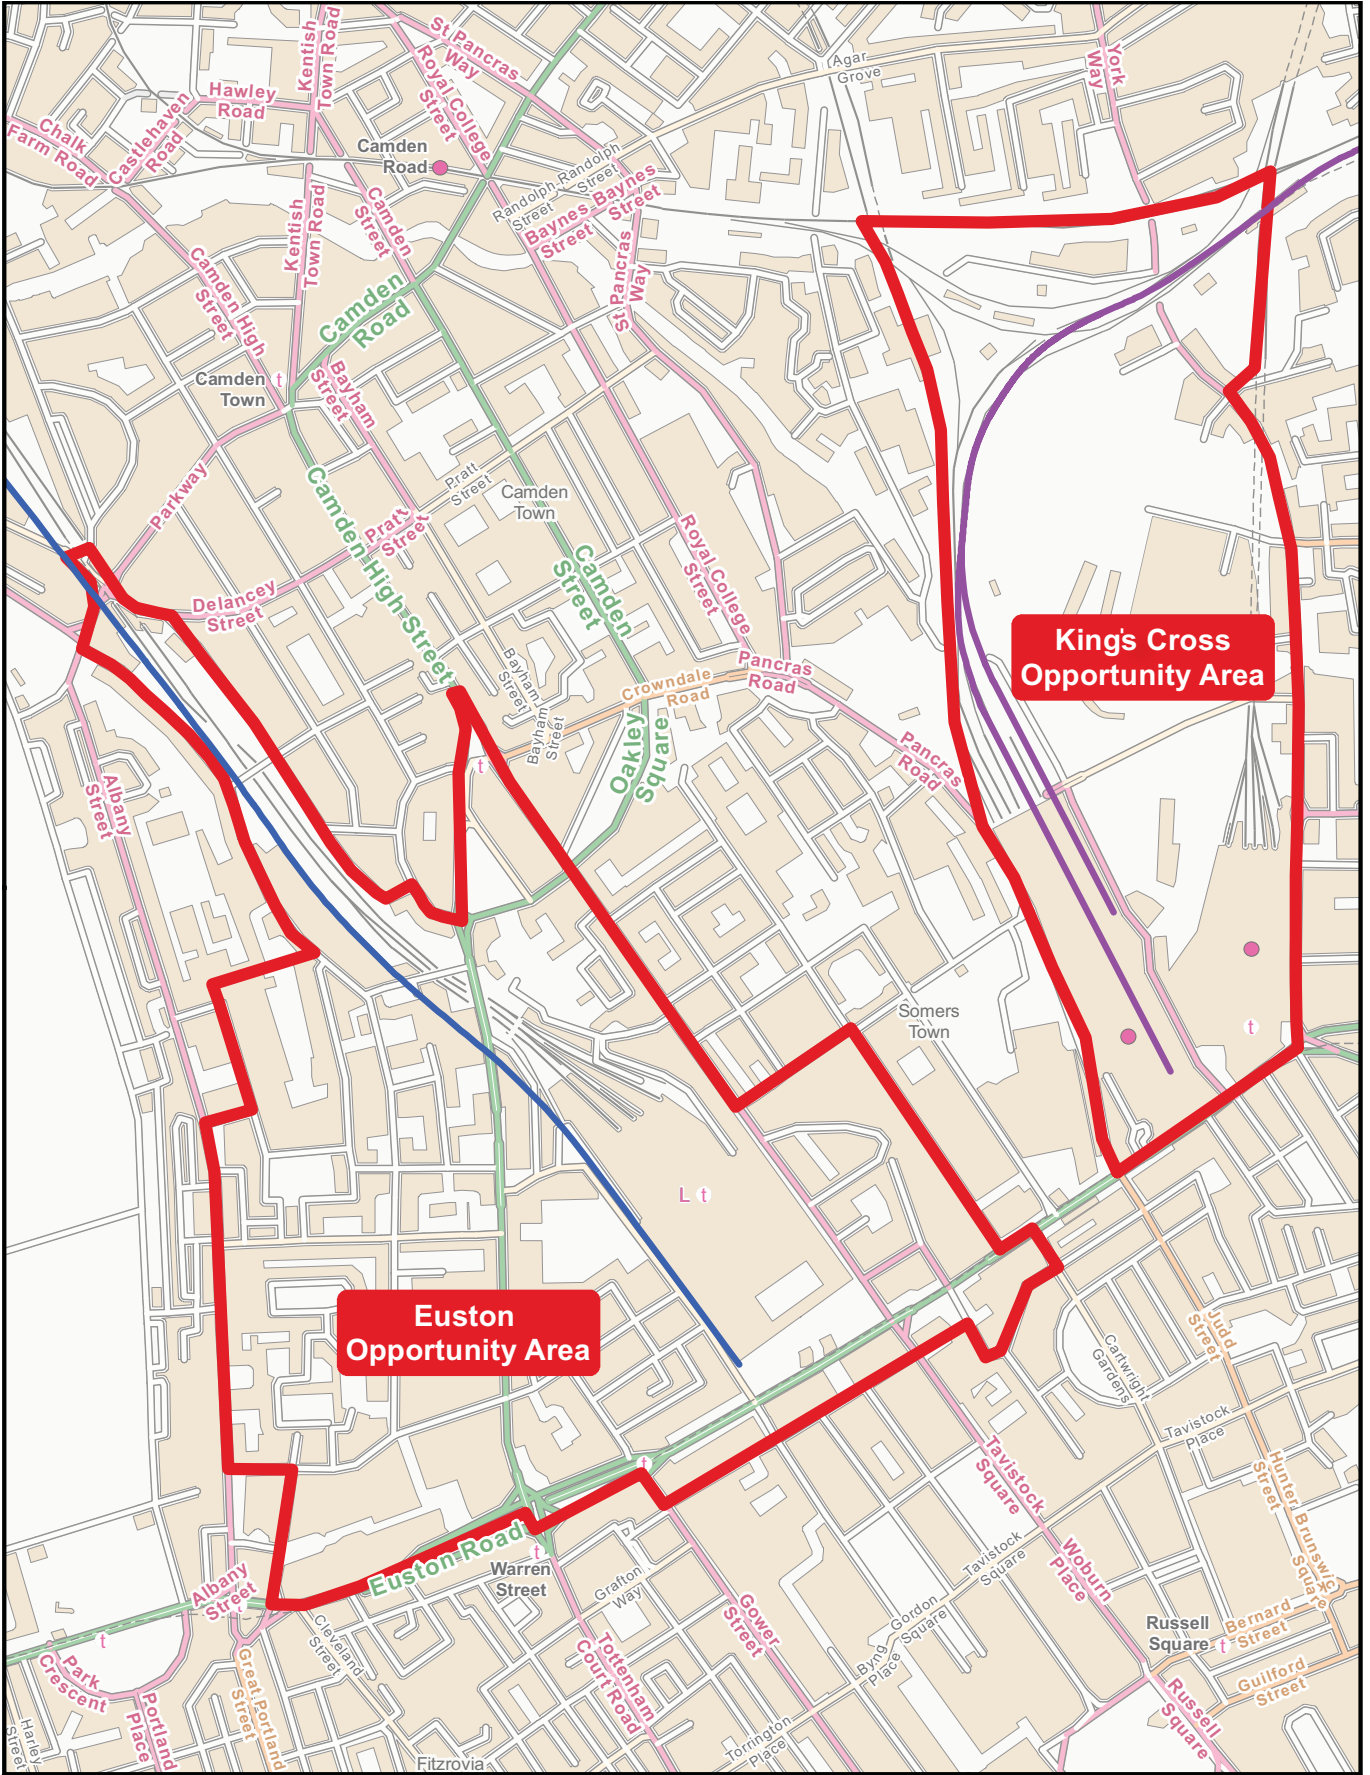 St Pancras
Way
Kentish
Town Road
Royal College
Street
York
Way
Agar
Grove
Hawley
Road
Castlehaven
Road
Chalk
Farm Road
Camden
Road
Randolph
Street
Randolph
Street
Baynes
Street
Baynes
Street
Camden
Street
Kentish
Town Road
St Pancras
Way
Camden High
Street
Camden
Road
Camden
Town
t
Bayham
Street
Parkway
Pratt
Street
Camden
Town
Camden High Street
Pratt
Street
Royal College
Street
Camden
Street
Delancey
Street
King's Cross
Opportunity Area
Bayham
Street
Pancras
Road
Crowndale
Road
Bayham
Street
Oakley
Square
t
Pancras
Road
Albany
Street
Somers
Town
t
L t
Euston
Opportunity Area
Judd
Street
Cartwright
Gardens
Tavistock
Place
Tavistock
Square
Hunter
Street
t
Euston Road
t
Warren
Street
Grafton
Way
Tavistock
Square
Woburn
Place
Brunswick
Square
Albany
Street
t
Cleveland
Street
Gower
Street
Gordon
Square
Byng
Place
Russell
Square
t
Bernard
Street
Guilford
Street
Park
Crescent
Portland
Place
Great Portland
Street
Tottenham
Court Road
Russell
Square
Harley
Street
Torrington
Place
Fitzrovia